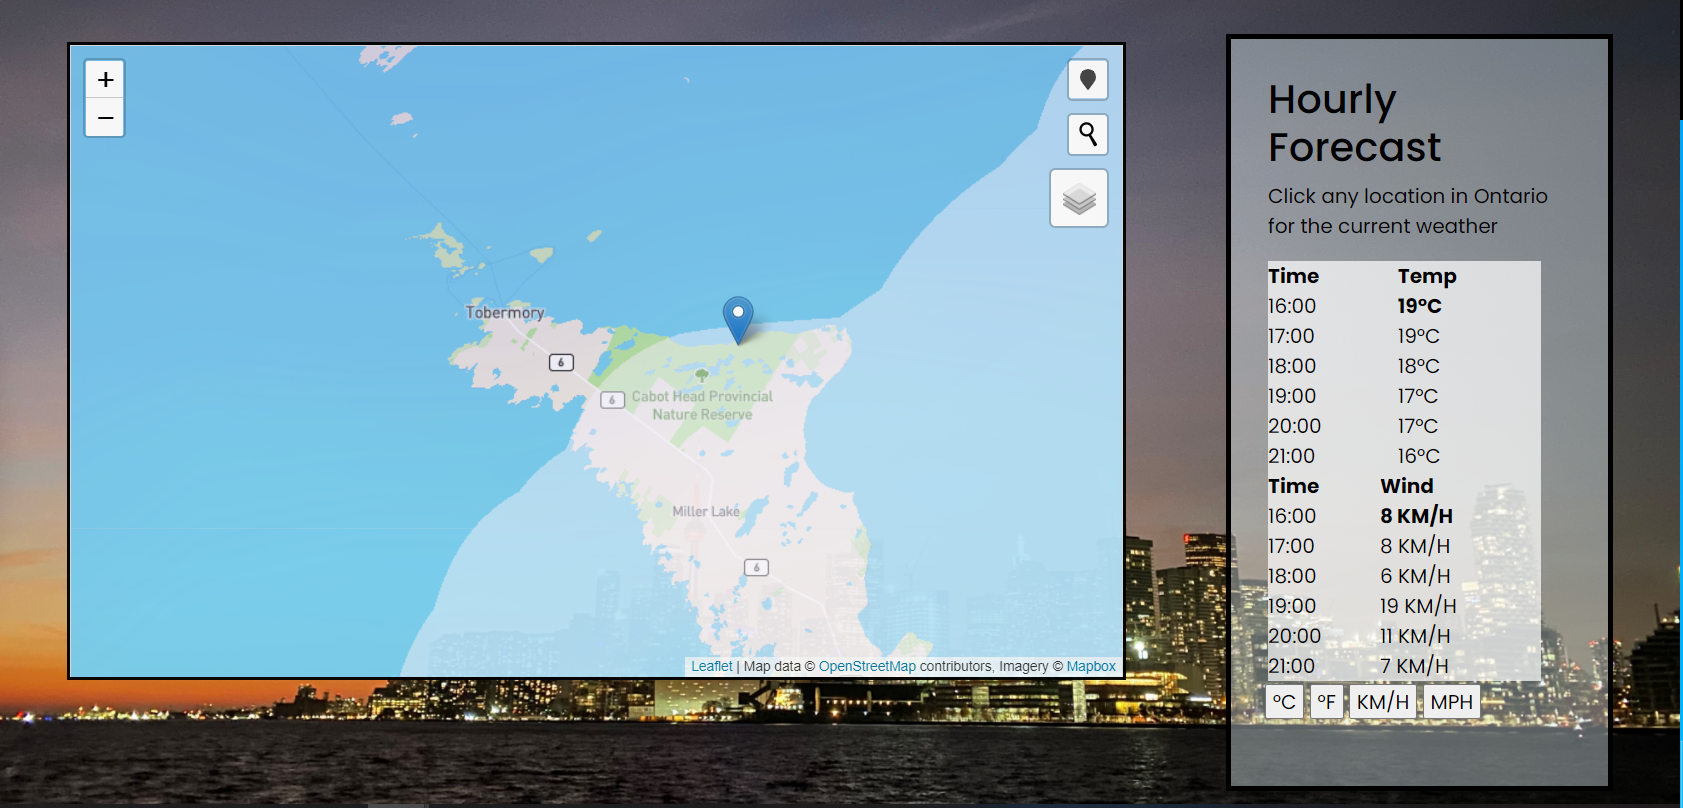 +
−
Tobermory
6
6
Cabot Head Provincial
Nature Reserve
Miller Lake
6
Leaflet | Map data © OpenStreetMap contributors, Imagery © Mapbox
Hourly
Forecast
Click any location in Ontario
for the current weather
Time Temp
16:00 19°C
17:00 19°C
18:00 18°C
19:00 17°C
20:00 17°C
21:00 16°C
Time Wind
16:00 8 KM/H
17:00 8 KM/H
18:00 6 KM/H
19:00 19 KM/H
20:00 11 KM/H
21:00 7 KM/H
°C °F KM/H MPH